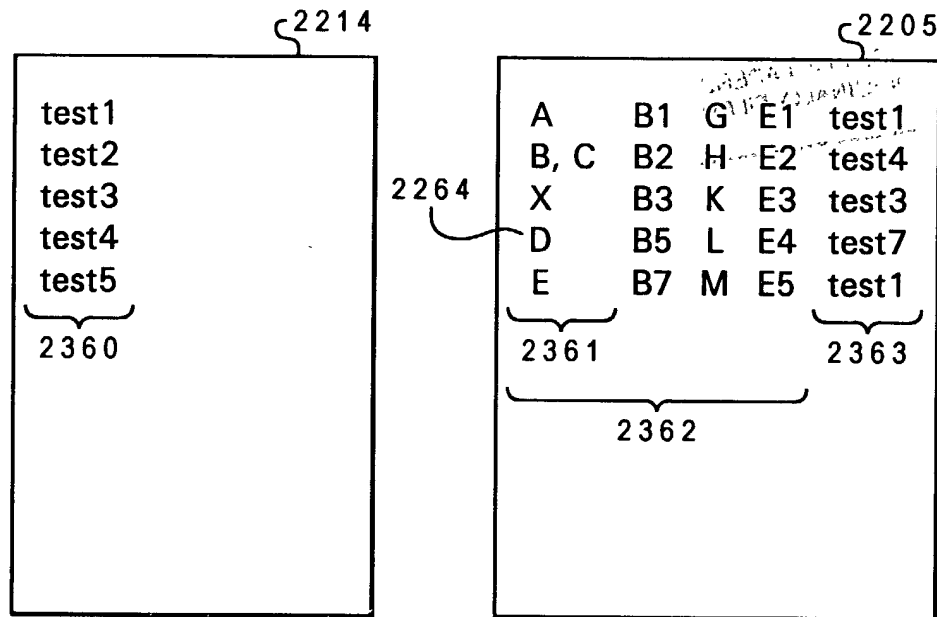 2214
test1
test2
test3
test4
test5
2360
2205
A B1 G E1 test1
B, C B2 H E2 test4
X B3 K E3 test3
D B5 L E4 test7
E B7 M E5 test1
2264
2361
2363
2362